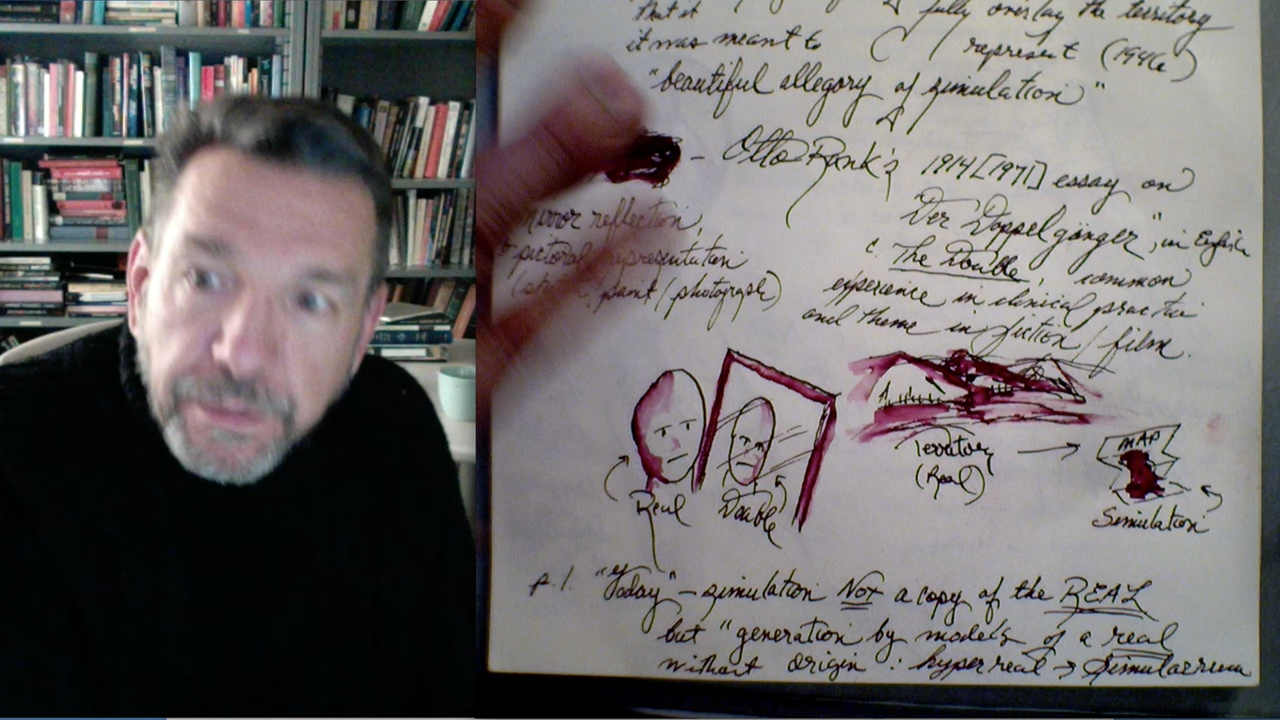 that it fully overlay the territory
it was meant to represent (1946)
"beautiful allegory of simulation"
- Otto Rank's 1914 [1971] essay on
mirror reflection,
Der Doppelgänger", in English
pictorial representation
The Double, common
paint / photograph)
experience in clinical practice
and theme in fiction / film.
MAP
Territory
(Real)
Real
Double
Simulation
p. 1. "Today" - simulation Not a copy of the REAL
but "generation by models of a real
without origin : hyperreal → Simulacrum